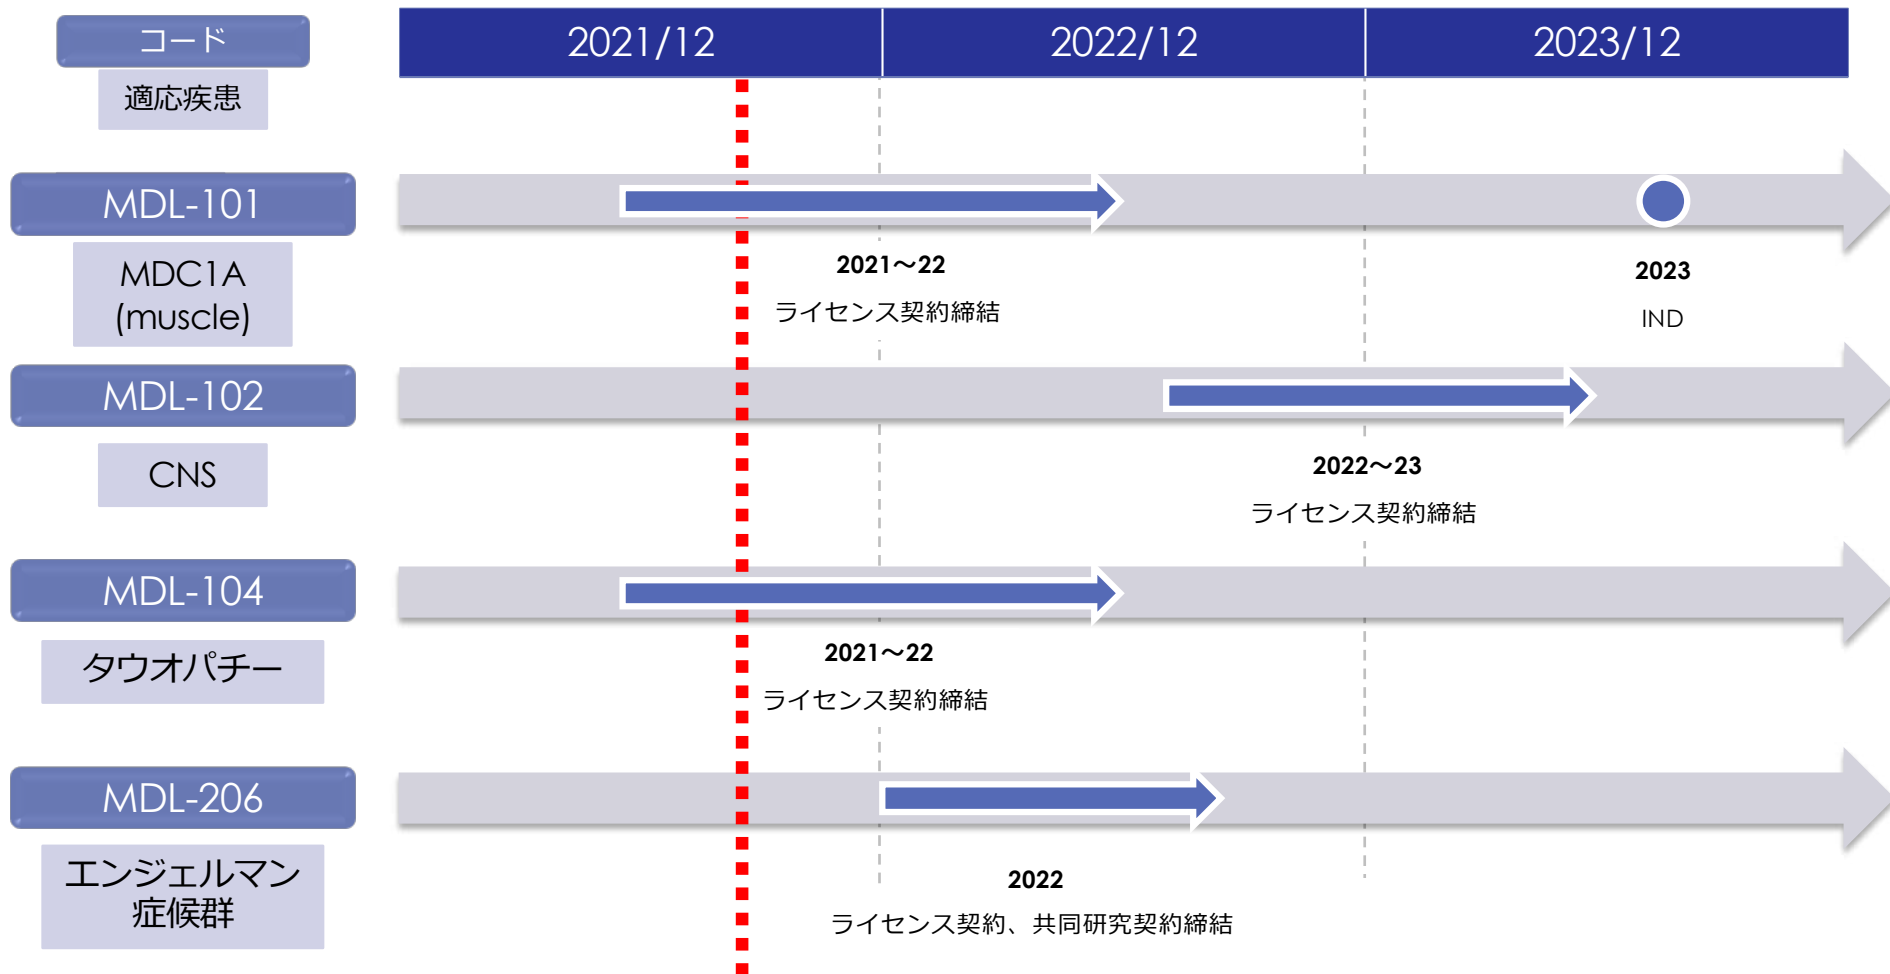 コード
2021/12
2022/12
2023/12
適応疾患
MDL-101
MDC1A
(muscle)
2021～22
ライセンス契約締結
2023
IND
MDL-102
CNS
2022～23
ライセンス契約締結
MDL-104
タウオパチー
2021～22
ライセンス契約締結
MDL-206
エンジェルマン
症候群
2022
ライセンス契約、共同研究契約締結